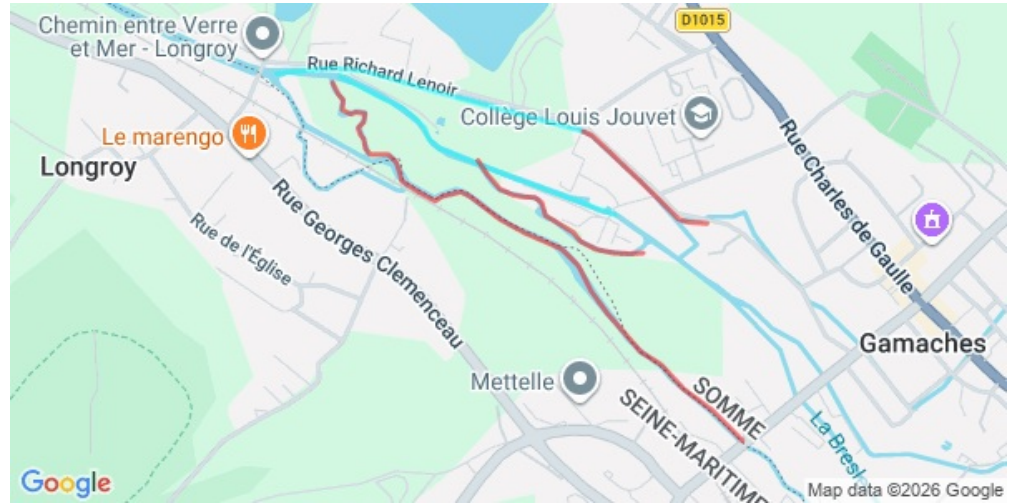 Chemin entre Verre
et Mer - Longroy
D1015
Rue Richard Lenoir
Collège Louis Jouvet
Le marengo
Longroy
Rue Charles de Gaulle
Rue Georges Clemenceau
Rue de l'Église
Gamaches
Mettelle
SOMME
SEINE-MARITIME
La Bresl
Google
Map data ©2026 Google